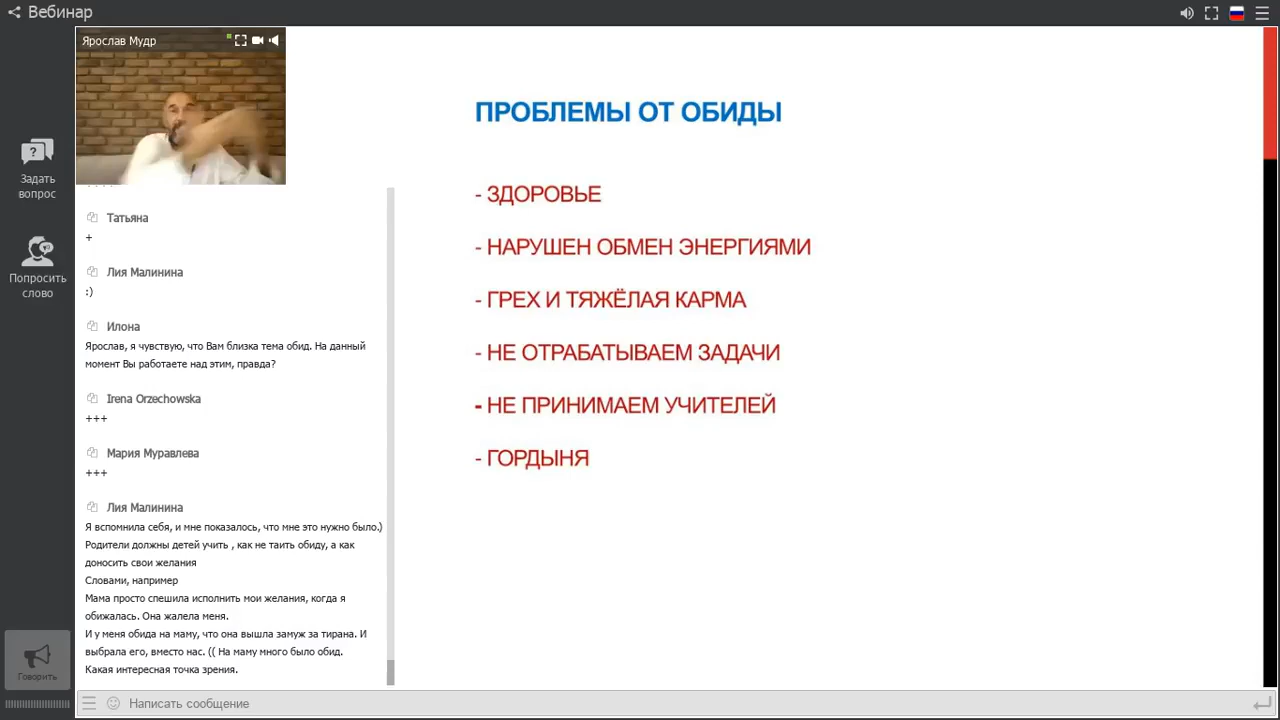 Вебинар
Ярослав Мудр
Задать
вопрос
Попросить
слово
Говорить
Татьяна
+
Лия Малинина
:)
Илона
Ярослав, я чувствую, что Вам близка тема обид. На данный
момент Вы работаете над этим, правда?
Irena Orzechowska
+++
Мария Муравлева
+++
Лия Малинина
Я вспомнила себя, и мне показалось, что мне это нужно было.)
Родители должны детей учить , как не таить обиду, а как
доносить свои желания
Словами, например
Мама просто спешила исполнить мои желания, когда я
обижалась. Она жалела меня.
И у меня обида на маму, что она вышла замуж за тирана. И
выбрала его, вместо нас. (( На маму много было обид.
Какая интересная точка зрения.
Написать сообщение
ПРОБЛЕМЫ ОТ ОБИДЫ
- ЗДОРОВЬЕ
- НАРУШЕН ОБМЕН ЭНЕРГИЯМИ
- ГРЕХ И ТЯЖЁЛАЯ КАРМА
- НЕ ОТРАБАТЫВАЕМ ЗАДАЧИ
- НЕ ПРИНИМАЕМ УЧИТЕЛЕЙ
- ГОРДЫНЯ